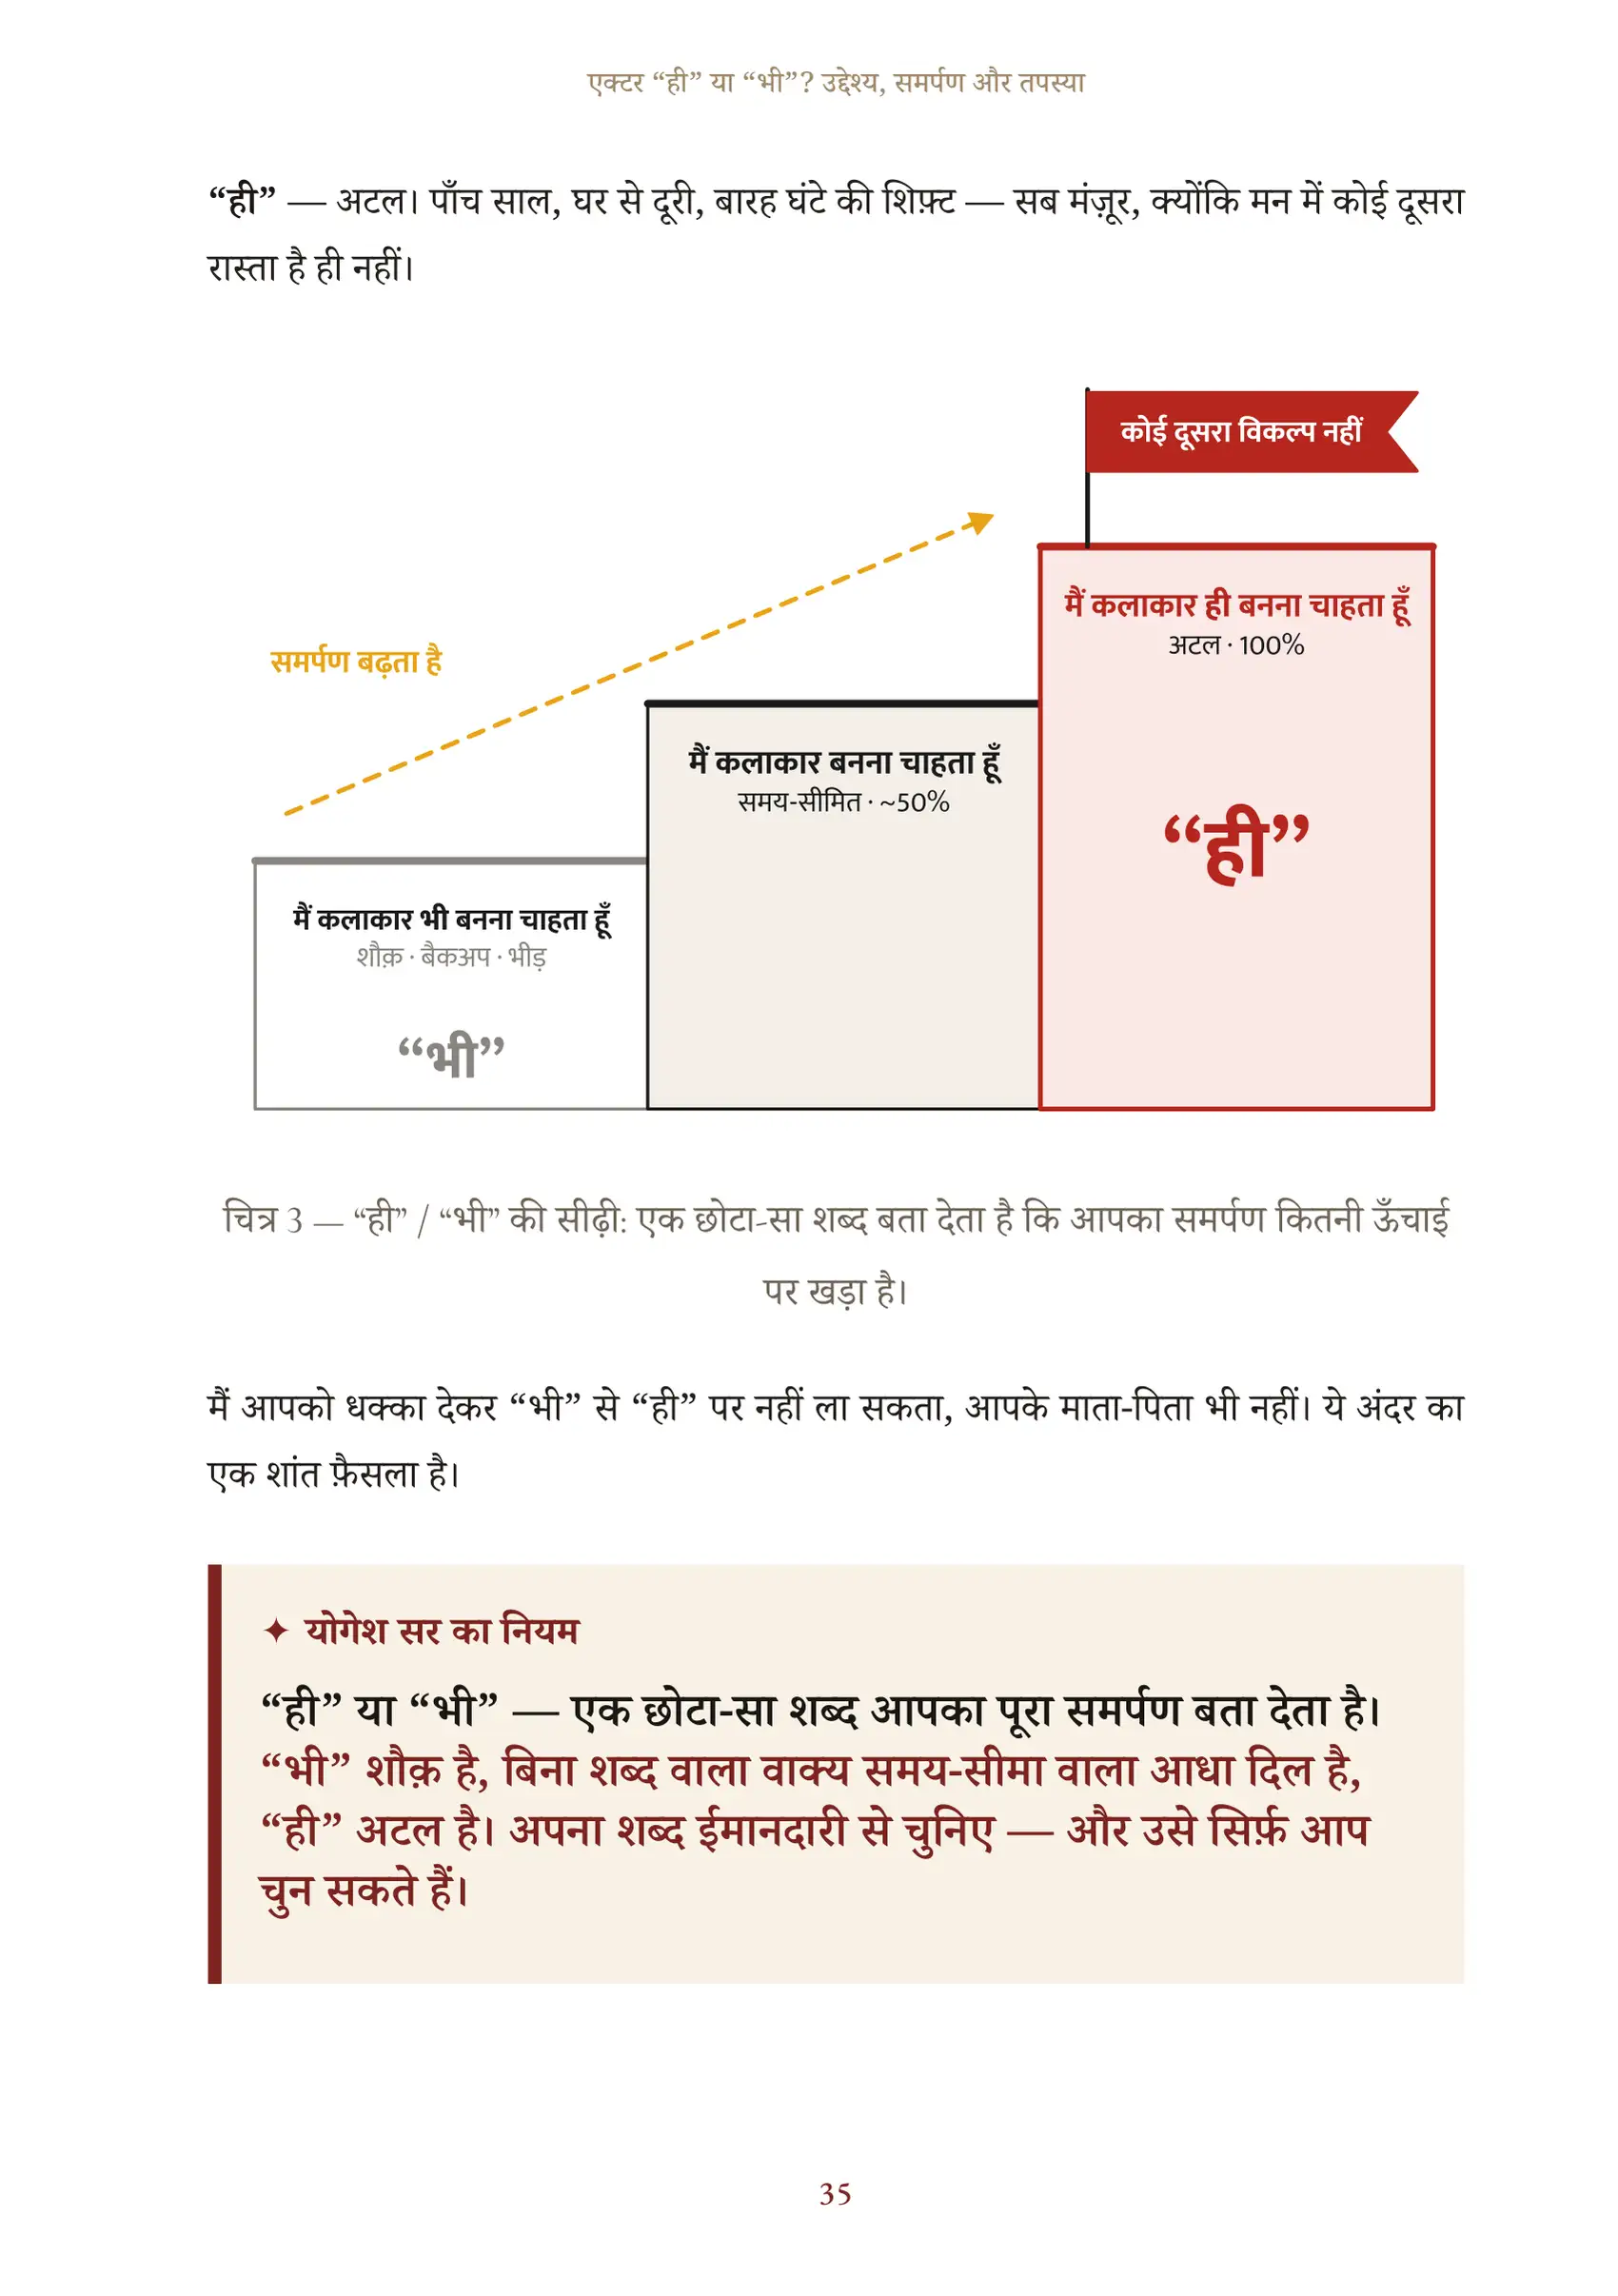 एक्टर “ही” या “भी”? उद्देश्य, समर्पण और तपस्या
“ही” — अटल। पाँच साल, घर से दूरी, बारह घंटे की शिफ़्ट — सब मंज़ूर, क्योंकि मन में कोई दूसरा
रास्ता है ही नहीं।
कोई दूसरा विकल्प नहीं
समर्पण बढ़ता है
मैं कलाकार ही बनना चाहता हूँ
अटल · 100%
“ही”
मैं कलाकार बनना चाहता हूँ
समय-सीमित · ~50%
मैं कलाकार भी बनना चाहता हूँ
शौक़ · बैकअप · भीड़
“भी”
चित्र 3 — “ही” / “भी” की सीढ़ी: एक छोटा-सा शब्द बता देता है कि आपका समर्पण कितनी ऊँचाई
पर खड़ा है।
मैं आपको धक्का देकर “भी” से “ही” पर नहीं ला सकता, आपके माता-पिता भी नहीं। ये अंदर का
एक शांत फ़ैसला है।
✦ योगेश सर का नियम
“ही” या “भी” — एक छोटा-सा शब्द आपका पूरा समर्पण बता देता है।
“भी” शौक़ है, बिना शब्द वाला वाक्य समय-सीमा वाला आधा दिल है,
“ही” अटल है। अपना शब्द ईमानदारी से चुनिए — और उसे सिर्फ़ आप
चुन सकते हैं।
35